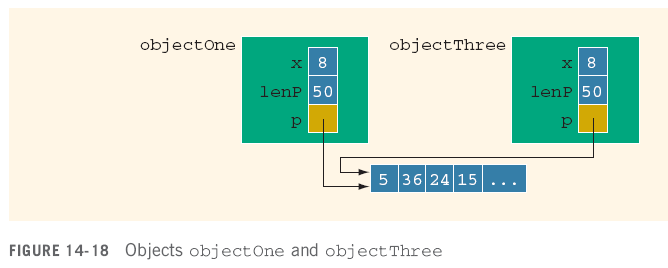 objectOne
x 8
lenP 50
p
objectThree
x 8
lenP 50
p
5 36 24 15 ...
FIGURE 14-18 Objects objectOne and objectThree